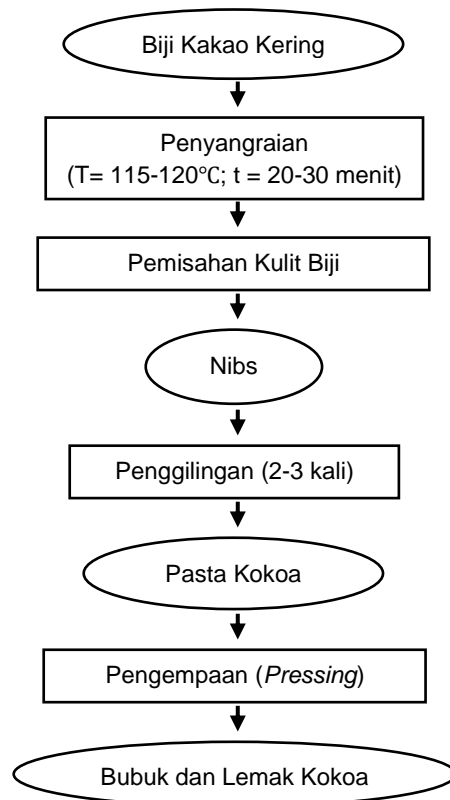 Biji Kakao Kering
Penyangraian
(T= 115-120℃; t = 20-30 menit)
Pemisahan Kulit Biji
Nibs
Penggilingan (2-3 kali)
Pasta Kokoa
Pengempaan (Pressing)
Bubuk dan Lemak Kokoa